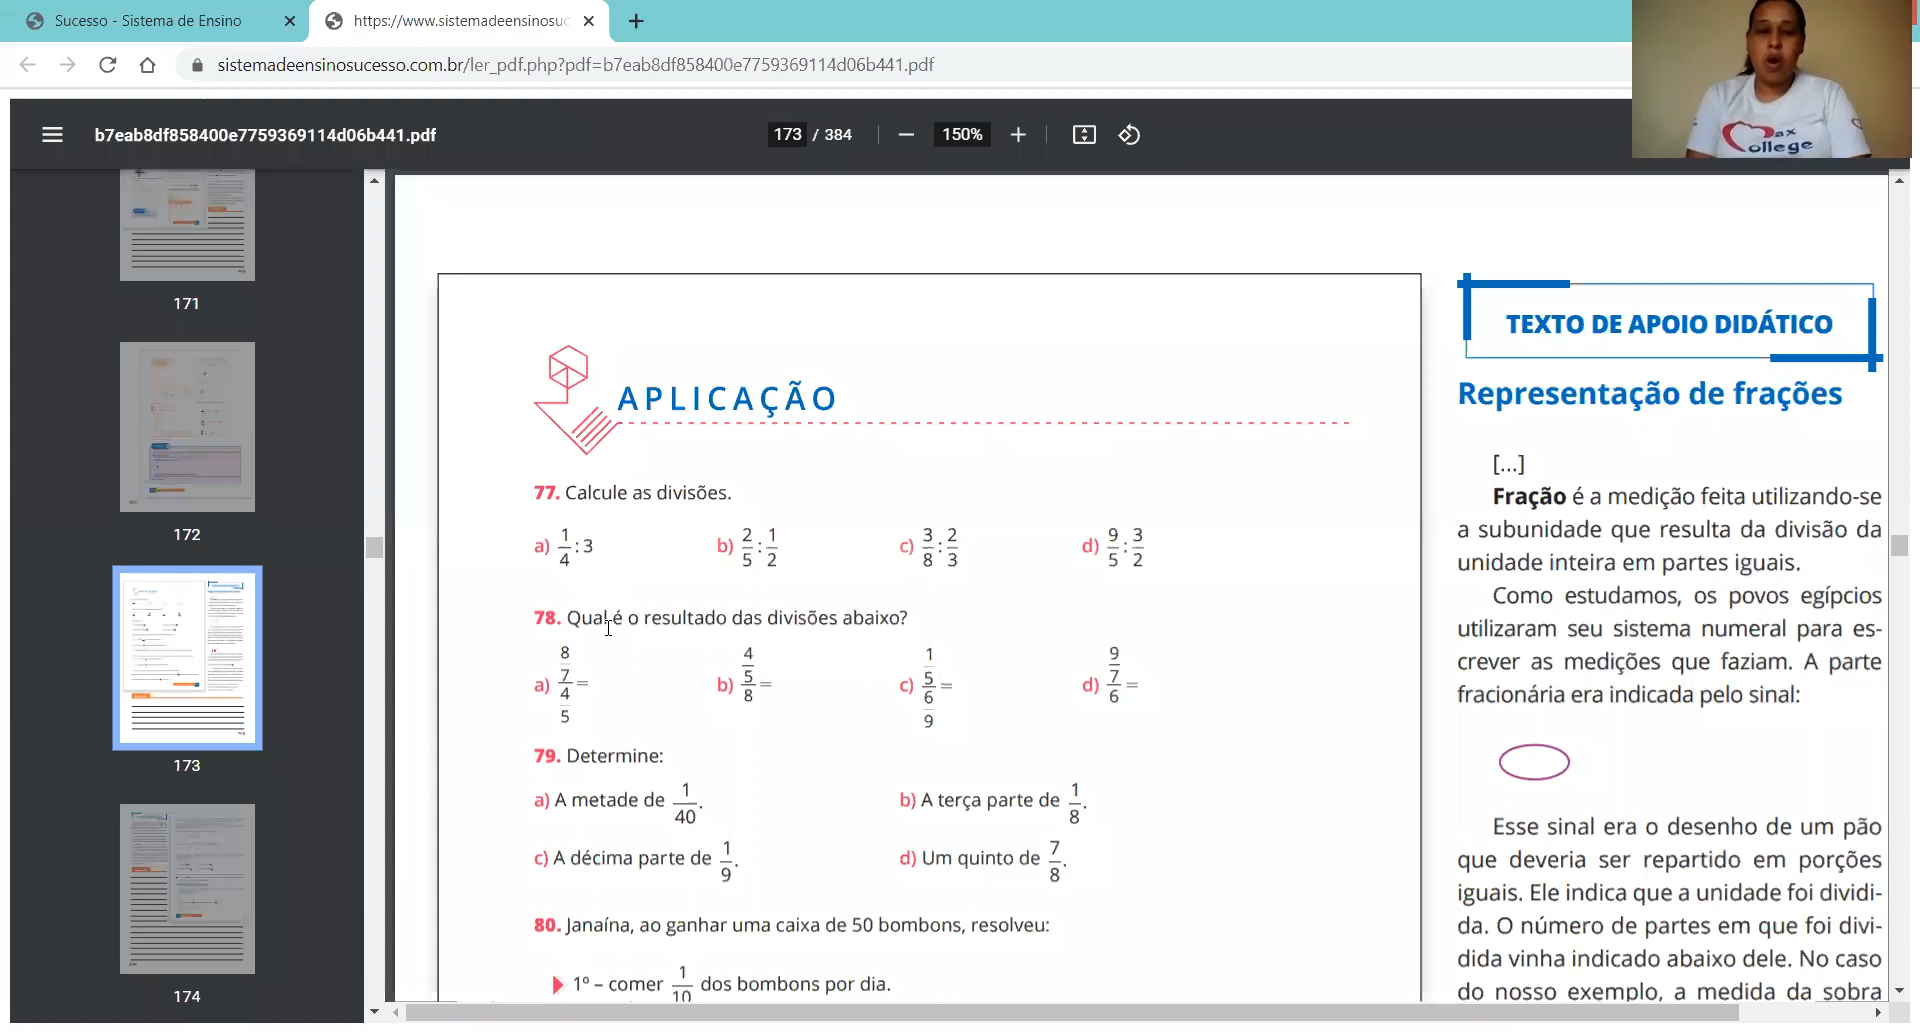 Sucesso - Sistema de Ensino
https://www.sistemadeensinosuc
sistemadeensinosucesso.com.br/ler_pdf.php?pdf=b7eab8df858400e7759369114d06b441.pdf
b7eab8df858400e7759369114d06b441.pdf
173 / 384
150%
Max
College
171
172
173
174
APLICAÇÃO
77. Calcule as divisões.
a) 1/4 : 3 b) 2/5 : 1/2 c) 3/8 : 2/3 d) 9/5 : 3/2
78. Qual é o resultado das divisões abaixo?
a) 8/7/4/5 = b) 4/5/8 = c) 1/5/6/9 = d) 9/7/6 =
79. Determine:
a) A metade de 1/40. b) A terça parte de 1/8.
c) A décima parte de 1/9. d) Um quinto de 7/8.
80. Janaína, ao ganhar uma caixa de 50 bombons, resolveu:
1º – comer 1/10 dos bombons por dia.
TEXTO DE APOIO DIDÁTICO
Representação de frações
[...]
Fração é a medição feita utilizando-se
a subunidade que resulta da divisão da
unidade inteira em partes iguais.
Como estudamos, os povos egípcios
utilizaram seu sistema numeral para es-
crever as medições que faziam. A parte
fracionária era indicada pelo sinal:
Esse sinal era o desenho de um pão
que deveria ser repartido em porções
iguais. Ele indica que a unidade foi dividi-
da. O número de partes em que foi divi-
dida vinha indicado abaixo dele. No caso
do nosso exemplo, a medida da sobra